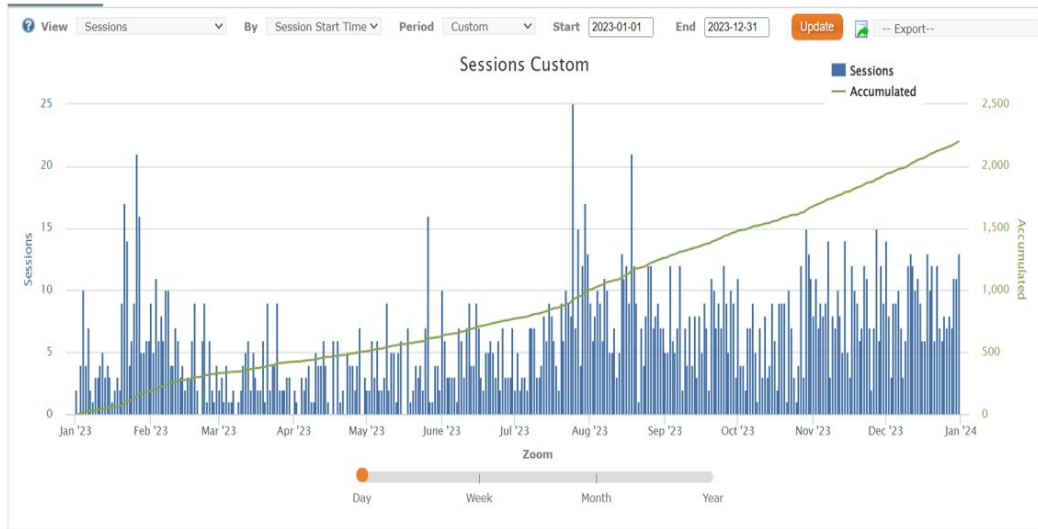 View Sessions By Session Start Time Period Custom Start 2023-01-01 End 2023-12-31 Update -- Export--
Sessions Custom
Sessions
Accumulated
25 2,500
20 2,000
15 1,500
10 1,000
5 500
0 0
Sessions
Accumulated
Jan '23 Feb '23 Mar '23 Apr '23 May '23 June '23 Jul '23 Aug '23 Sep '23 Oct '23 Nov '23 Dec '23 Jan '24
Zoom
Day Week Month Year